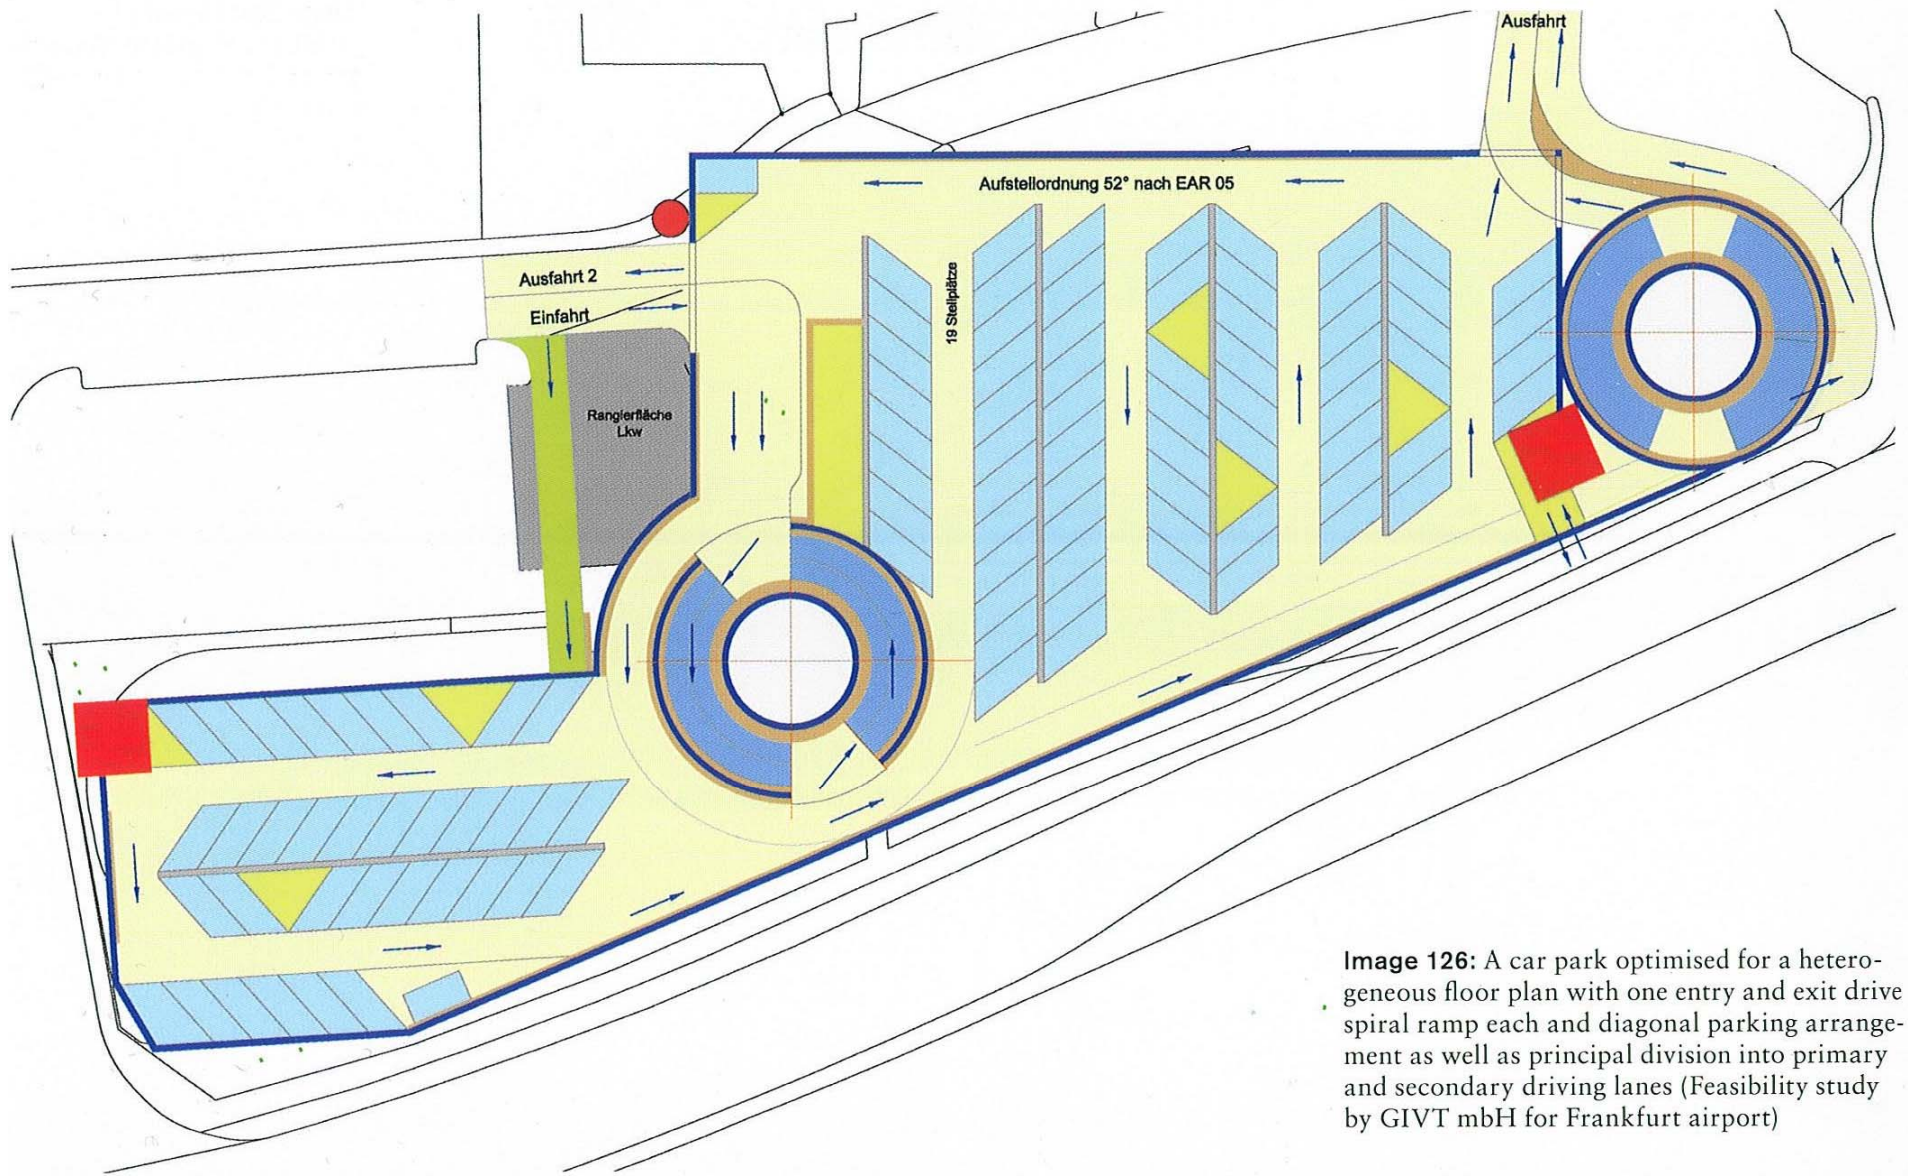 Ausfahrt
Aufstellordnung 52° nach EAR 05
Ausfahrt 2
Einfahrt
19 Stellplätze
Rangierfläche
Lkw
Image 126: A car park optimised for a hetero-
geneous floor plan with one entry and exit drive
spiral ramp each and diagonal parking arrange-
ment as well as principal division into primary
and secondary driving lanes (Feasibility study
by GIVT mbH for Frankfurt airport)